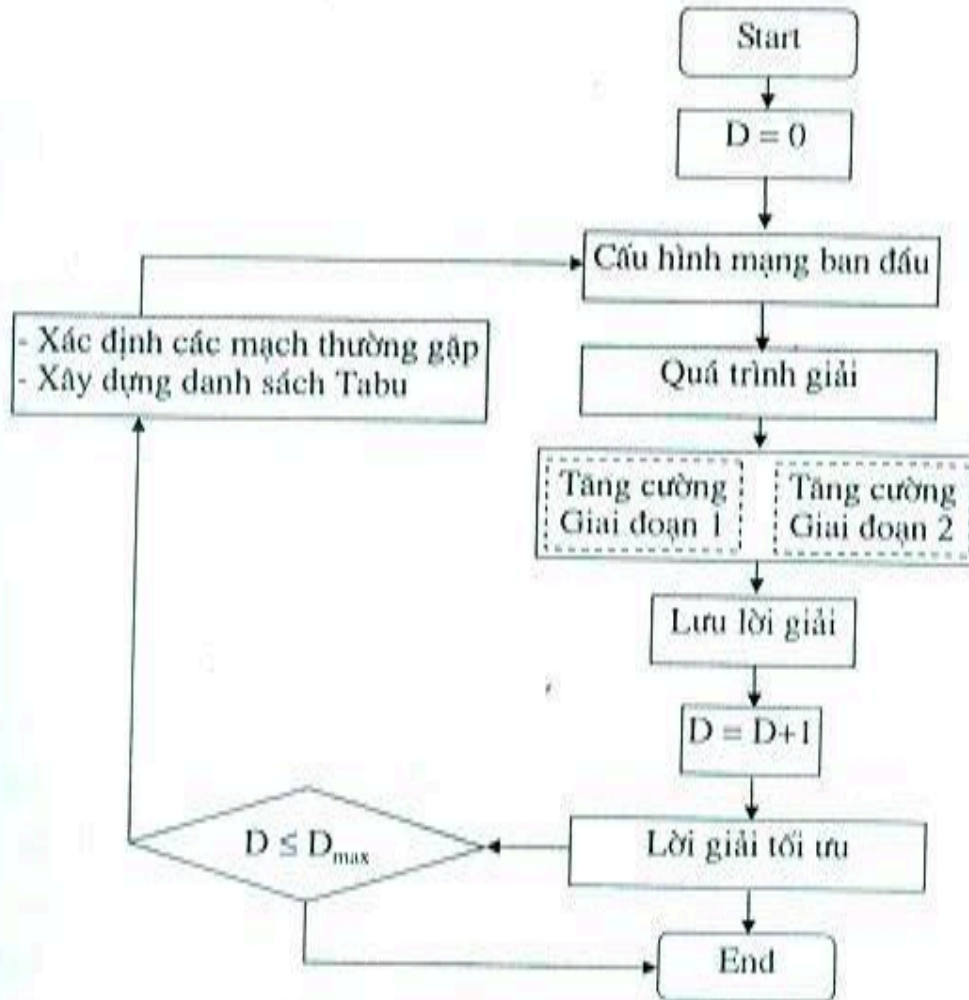 Start
D = 0
Cấu hình mạng ban đầu
- Xác định các mạch thường gặp
- Xây dựng danh sách Tabu
Quá trình giải
Tăng cường
Giai đoạn 1
Tăng cường
Giai đoạn 2
Lưu lời giải
D = D+1
Lời giải tối ưu
D ≤ Dmax
End